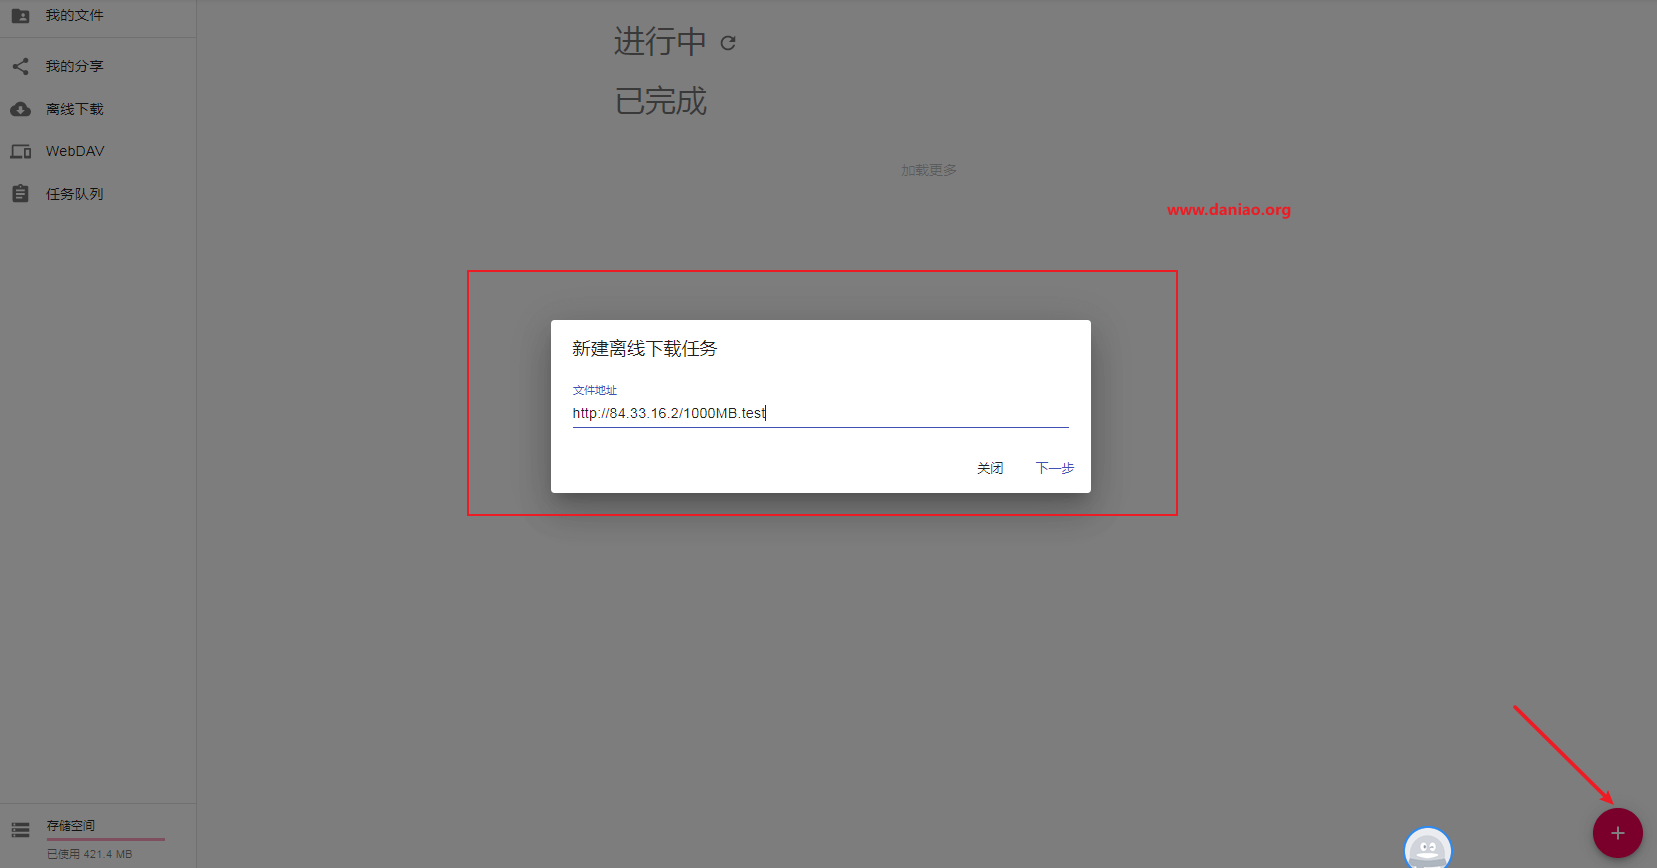 我的文件
我的分享
离线下载
WebDAV
任务队列
进行中
已完成
加载更多
www.daniao.org
新建离线下载任务
文件地址
http://84.33.16.2/1000MB.test
关闭
下一步
存储空间
已使用 421.4 MB